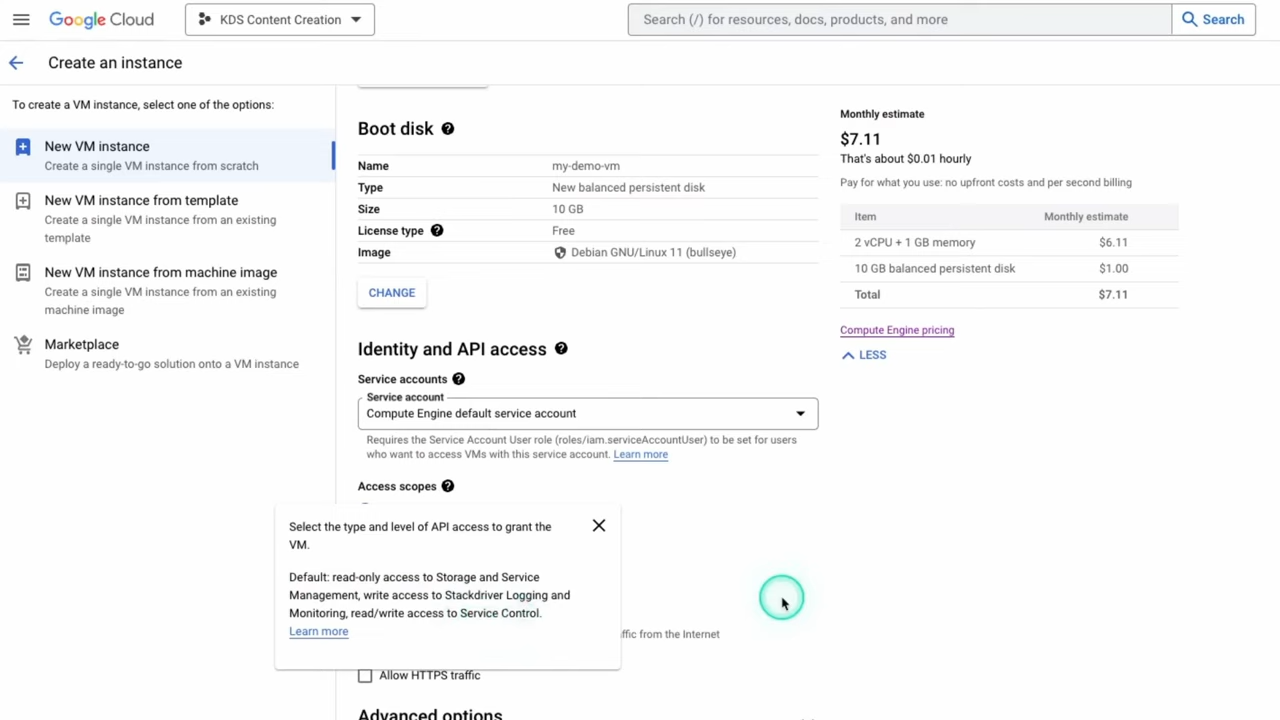 Google Cloud
KDS Content Creation
Search (/) for resources, docs, products, and more
Search
Create an instance
To create a VM instance, select one of the options:
New VM instance
Create a single VM instance from scratch
New VM instance from template
Create a single VM instance from an existing
template
New VM instance from machine image
Create a single VM instance from an existing
machine image
Marketplace
Deploy a ready-to-go solution onto a VM instance
Boot disk
Name my-demo-vm
Type New balanced persistent disk
Size 10 GB
License type Free
Image Debian GNU/Linux 11 (bullseye)
CHANGE
Identity and API access
Service accounts
Service account
Compute Engine default service account
Requires the Service Account User role (roles/iam.serviceAccountUser) to be set for users
who want to access VMs with this service account. Learn more
Access scopes
Select the type and level of API access to grant the
VM.
Default: read-only access to Storage and Service
Management, write access to Stackdriver Logging and
Monitoring, read/write access to Service Control.
Learn more
ffic from the Internet
Allow HTTPS traffic
Advanced options
Monthly estimate
$7.11
That's about $0.01 hourly
Pay for what you use: no upfront costs and per second billing
Item Monthly estimate
2 vCPU + 1 GB memory $6.11
10 GB balanced persistent disk $1.00
Total $7.11
Compute Engine pricing
LESS